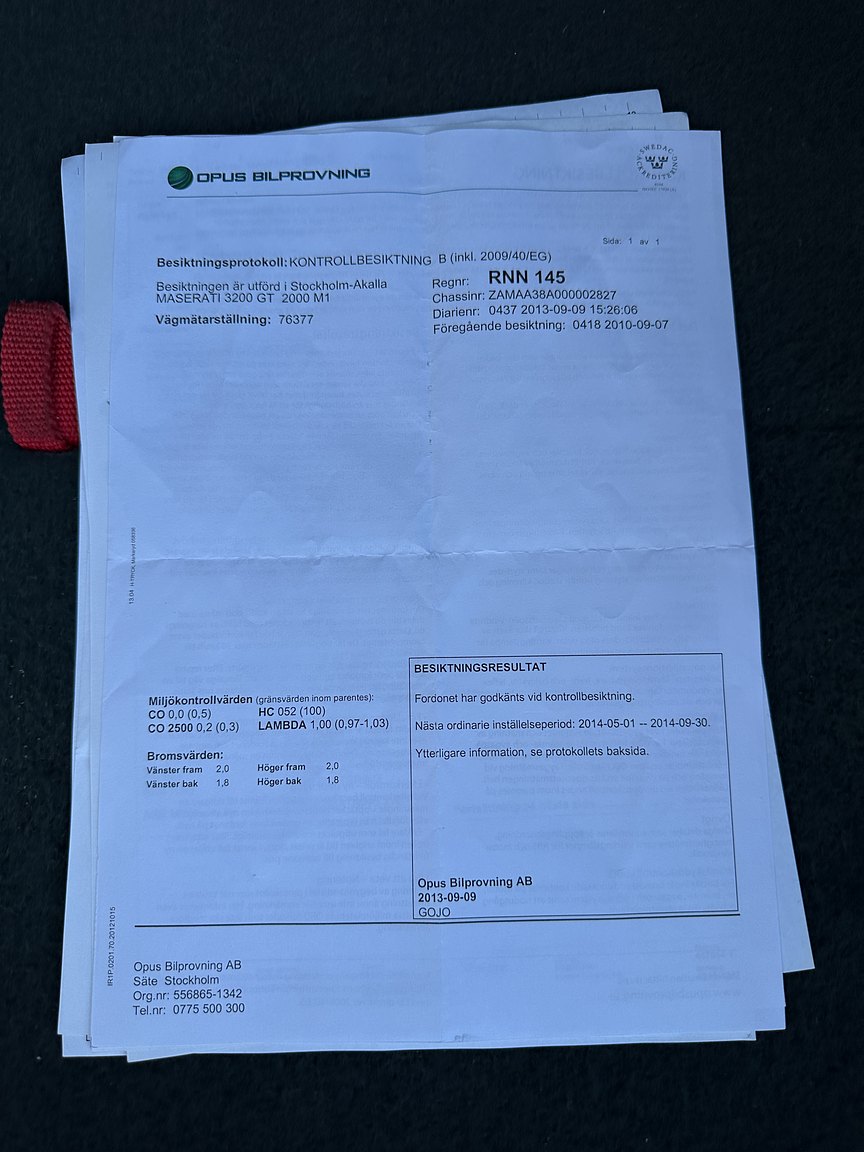 OPUS BILPROVNING
SWEDAC
ACKREDITERING
Sida: 1 av 1
Besiktningsprotokoll: KONTROLLBESIKTNING B (inkl. 2009/40/EG)
Besiktningen är utförd i Stockholm-Akalla
MASERATI 3200 GT 2000 M1
Vägmätarställning: 76377
Regnr: RNN 145
Chassinr: ZAMAA38A000002827
Diarienr: 0437 2013-09-09 15:26:06
Föregående besiktning: 0418 2010-09-07
Miljökontrollvärden (gränsvärden inom parentes):
CO 0,0 (0,5) HC 052 (100)
CO 2500 0,2 (0,3) LAMBDA 1,00 (0,97-1,03)
Bromsvärden:
Vänster fram 2,0 Höger fram 2,0
Vänster bak 1,8 Höger bak 1,8
BESIKTNINGSRESULTAT
Fordonet har godkänts vid kontrollbesiktning.
Nästa ordinarie inställelseperiod: 2014-05-01 -- 2014-09-30.
Ytterligare information, se protokollets baksida.
Opus Bilprovning AB
2013-09-09
GOJO
IR1P.0201.70.20121015
Opus Bilprovning AB
Säte Stockholm
Org.nr: 556865-1342
Tel.nr: 0775 500 300